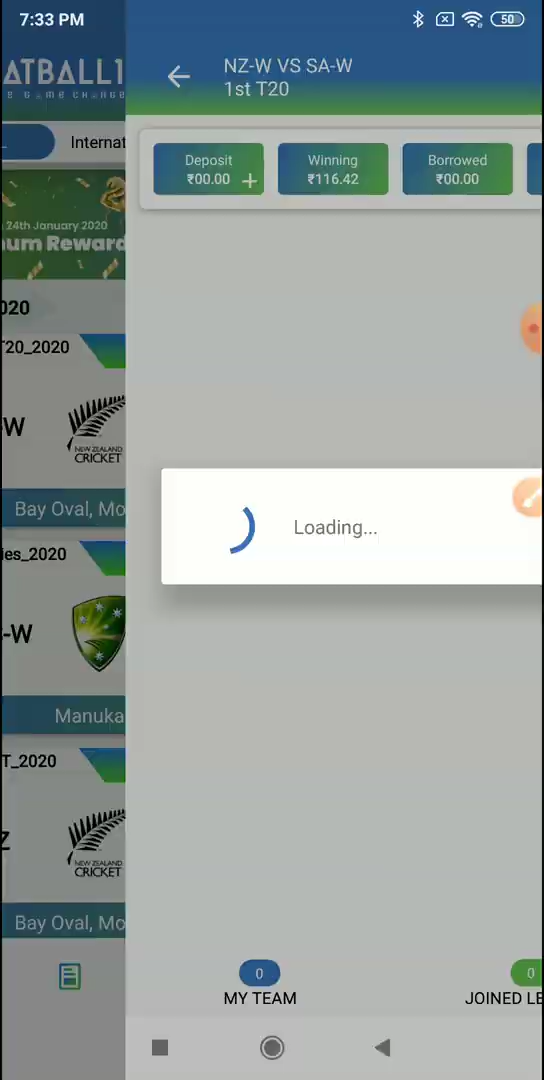 7:33 PM
50
ATBALL1
NZ-W VS SA-W
1st T20
Internat
Deposit
₹00.00 +
Winning
₹116.42
Borrowed
₹00.00
24th January 2020
um Reward
020
T20_2020
-W
NEW ZEALAND
CRICKET
Bay Oval, Mo
Loading...
ies_2020
S-W
Manuka
T_2020
Z
NEW ZEALAND
CRICKET
Bay Oval, Mo
0
MY TEAM
0
JOINED LE